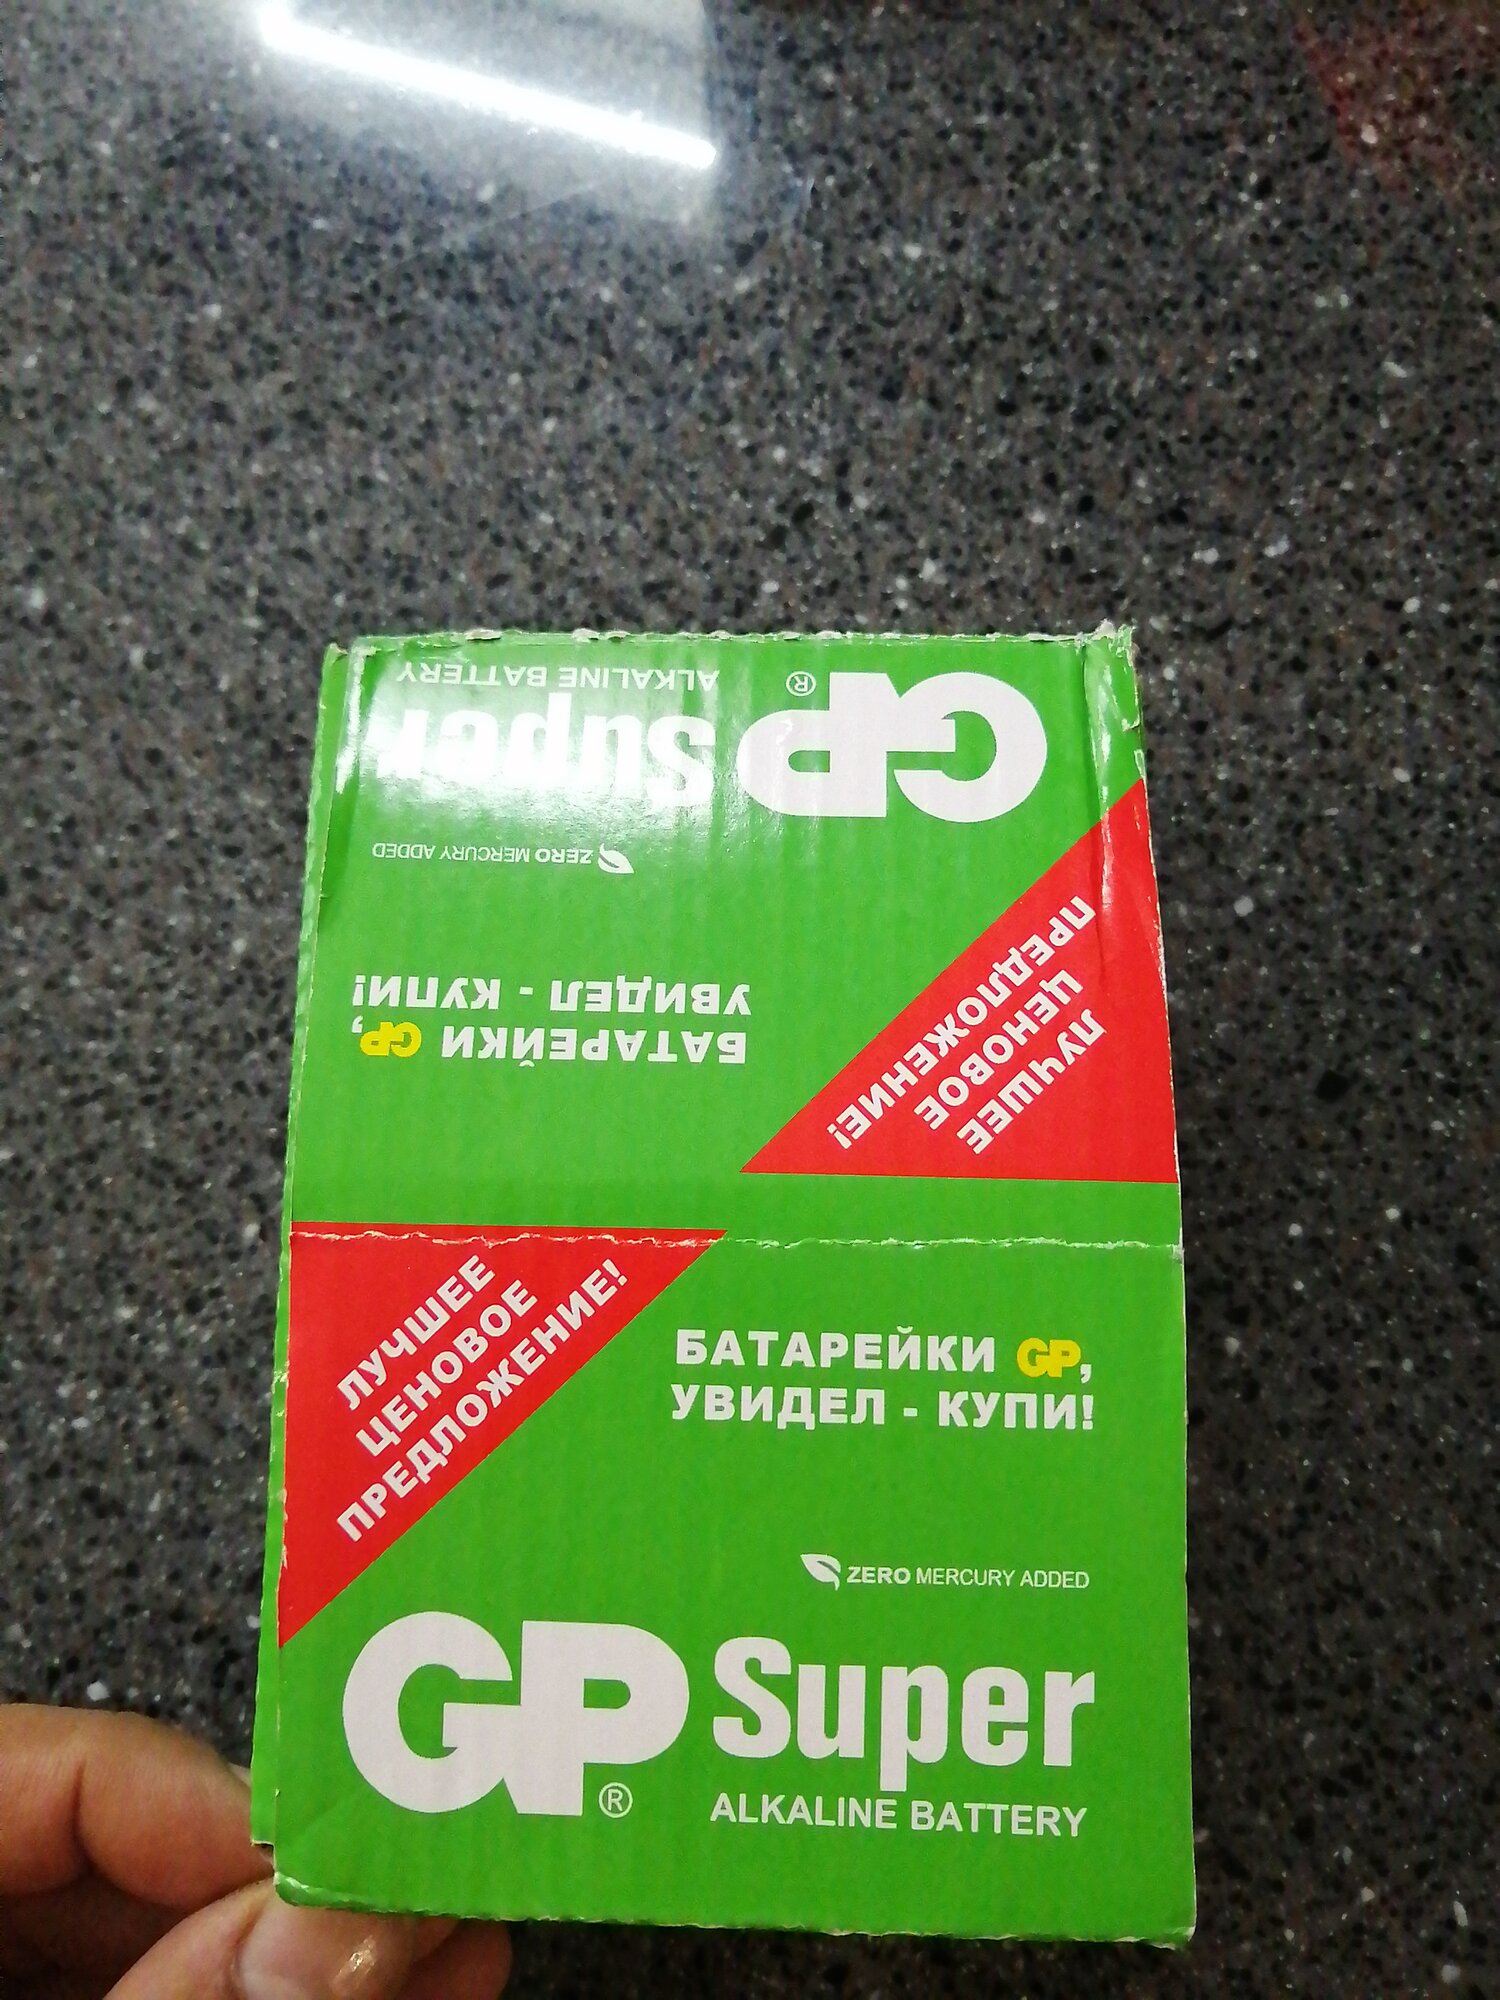 GP® Super
ALKALINE BATTERY
ZERO MERCURY ADDED
БАТАРЕЙКИ GP,
УВИДЕЛ - КУПИ!
ЛУЧШЕЕ
ЦЕНОВОЕ
ПРЕДЛОЖЕНИЕ!
ЛУЧШЕЕ
ЦЕНОВОЕ
ПРЕДЛОЖЕНИЕ!
БАТАРЕЙКИ GP,
УВИДЕЛ - КУПИ!
ZERO MERCURY ADDED
GP® Super
ALKALINE BATTERY